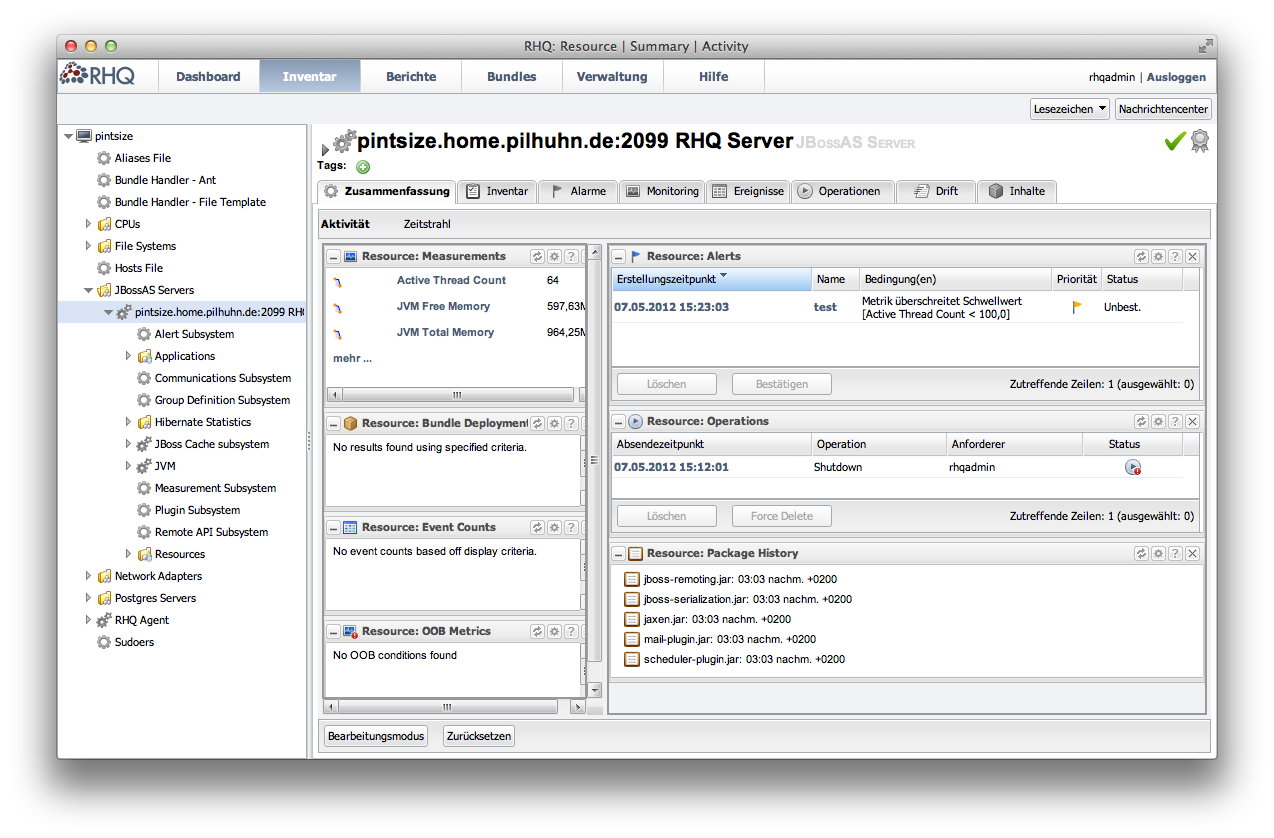 RHQ: Resource | Summary | Activity
RHQ
Dashboard
Inventar
Berichte
Bundles
Verwaltung
Hilfe
rhqadmin | Ausloggen
Lesezeichen
Nachrichtencenter
pintsize
Aliases File
Bundle Handler - Ant
Bundle Handler - File Template
CPUs
File Systems
Hosts File
JBossAS Servers
pintsize.home.pilhuhn.de:2099 RH
Alert Subsystem
Applications
Communications Subsystem
Group Definition Subsystem
Hibernate Statistics
JBoss Cache subsystem
JVM
Measurement Subsystem
Plugin Subsystem
Remote API Subsystem
Resources
Network Adapters
Postgres Servers
RHQ Agent
Sudoers
pintsize.home.pilhuhn.de:2099 RHQ Server JBossAS Server
Tags:
Zusammenfassung
Inventar
Alarme
Monitoring
Ereignisse
Operationen
Drift
Inhalte
Aktivität
Zeitstrahl
Resource: Measurements
Active Thread Count 64
JVM Free Memory 597,63M
JVM Total Memory 964,25M
mehr ...
Resource: Bundle Deployment
No results found using specified criteria.
Resource: Event Counts
No event counts based off display criteria.
Resource: OOB Metrics
No OOB conditions found
Resource: Alerts
Erstellungszeitpunkt Name Bedingung(en) Priorität Status
07.05.2012 15:23:03 test Metrik überschreitet Schwellwert Unbest.
[Active Thread Count < 100,0]
Löschen
Bestätigen
Zutreffende Zeilen: 1 (ausgewählt: 0)
Resource: Operations
Absendezeitpunkt Operation Anforderer Status
07.05.2012 15:12:01 Shutdown rhqadmin
Löschen
Force Delete
Zutreffende Zeilen: 1 (ausgewählt: 0)
Resource: Package History
jboss-remoting.jar: 03:03 nachm. +0200
jboss-serialization.jar: 03:03 nachm. +0200
jaxen.jar: 03:03 nachm. +0200
mail-plugin.jar: 03:03 nachm. +0200
scheduler-plugin.jar: 03:03 nachm. +0200
Bearbeitungsmodus
Zurücksetzen